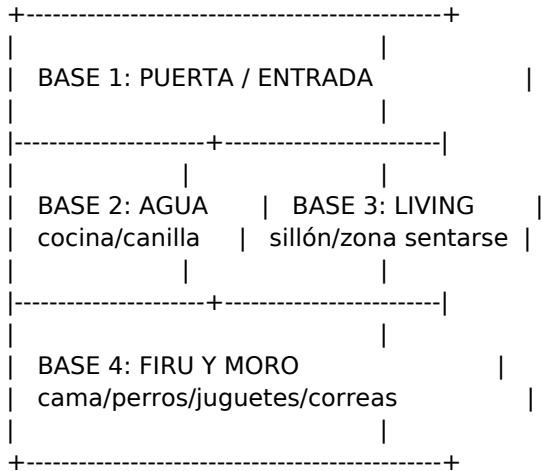 +------------------------------------------------+
| |
| BASE 1: PUERTA / ENTRADA |
| |
|----------------------+-------------------------|
| | |
| BASE 2: AGUA | BASE 3: LIVING |
| cocina/canilla | sillón/zona sentarse |
| | |
|----------------------+-------------------------|
| |
| BASE 4: FIRU Y MORO |
| cama/perros/juguetes/correas |
| |
+------------------------------------------------+